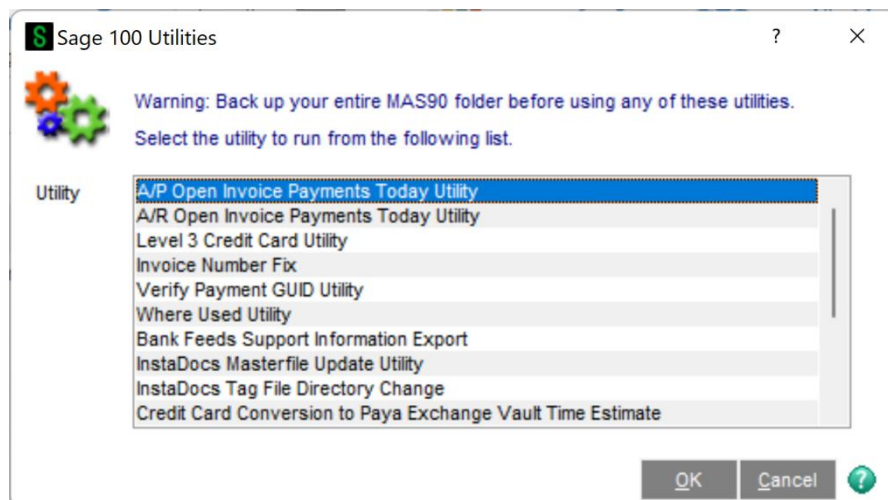 S Sage 100 Utilities ?
Warning: Back up your entire MAS90 folder before using any of these utilities.
Select the utility to run from the following list.
Utility
A/P Open Invoice Payments Today Utility
A/R Open Invoice Payments Today Utility
Level 3 Credit Card Utility
Invoice Number Fix
Verify Payment GUID Utility
Where Used Utility
Bank Feeds Support Information Export
InstaDocs Masterfile Update Utility
InstaDocs Tag File Directory Change
Credit Card Conversion to Paya Exchange Vault Time Estimate
OK
Cancel
?